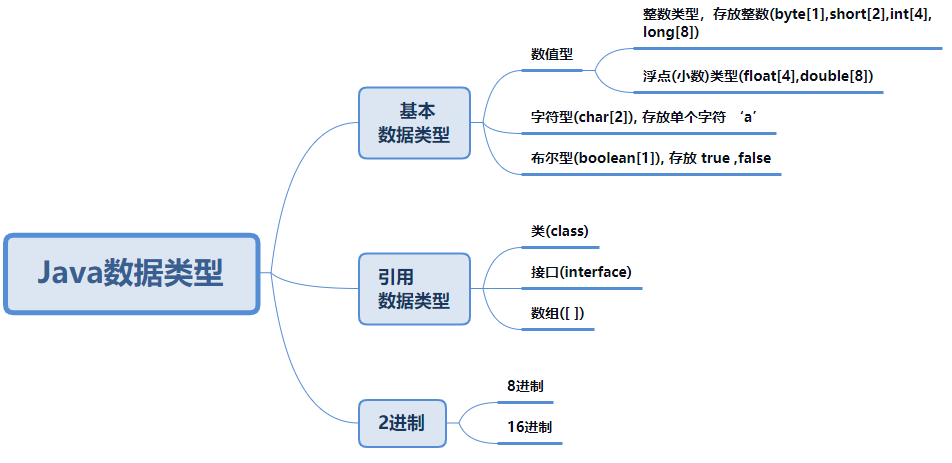 Java数据类型
基本
数据类型
数值型
整数类型，存放整数(byte[1],short[2],int[4],
long[8])
浮点(小数)类型(float[4],double[8])
字符型(char[2]), 存放单个字符 ‘a’
布尔型(boolean[1]), 存放 true ,false
引用
数据类型
类(class)
接口(interface)
数组([ ])
2进制
8进制
16进制